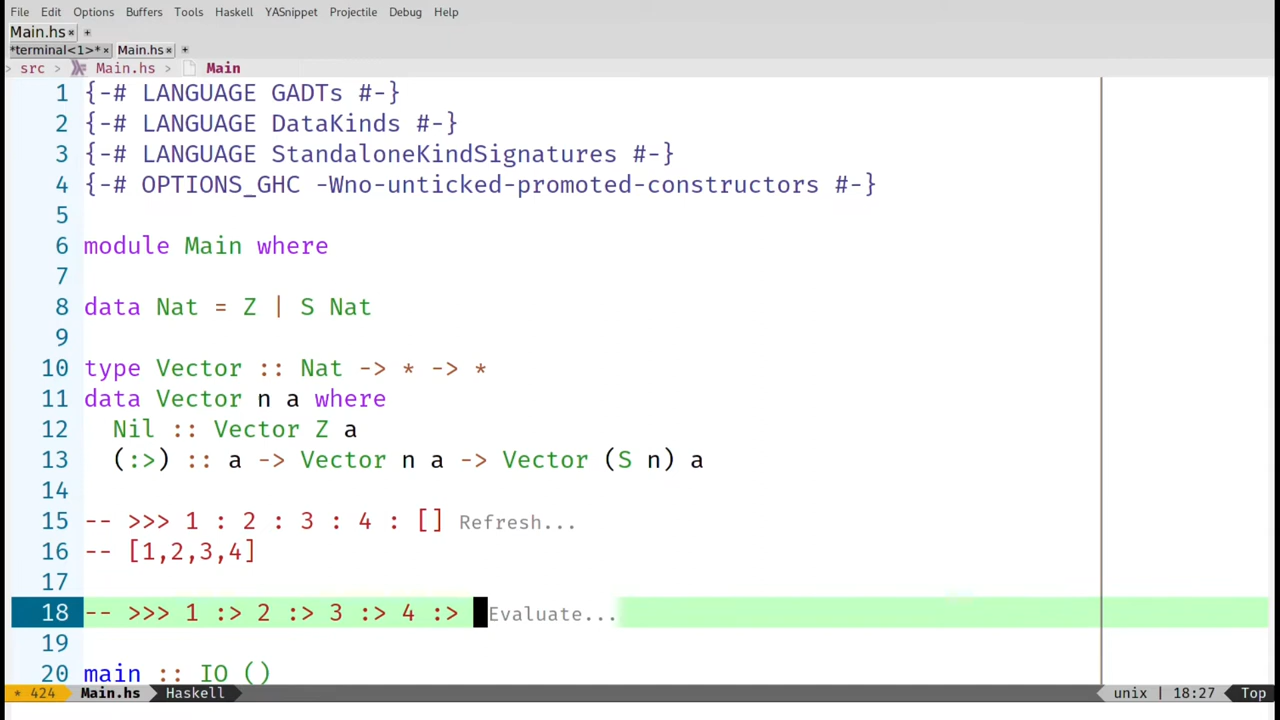 File Edit Options Buffers Tools Haskell YASnippet Projectile Debug Help
Main.hs × +
*terminal<1>* × Main.hs × +
> src > Main.hs > Main
1 {-# LANGUAGE GADTs #-}
2 {-# LANGUAGE DataKinds #-}
3 {-# LANGUAGE StandaloneKindSignatures #-}
4 {-# OPTIONS_GHC -Wno-unticked-promoted-constructors #-}
5
6 module Main where
7
8 data Nat = Z | S Nat
9
10 type Vector :: Nat -> * -> *
11 data Vector n a where
12 Nil :: Vector Z a
13 (:>) :: a -> Vector n a -> Vector (S n) a
14
15 -- >>> 1 : 2 : 3 : 4 : [] Refresh...
16 -- [1,2,3,4]
17
18 -- >>> 1 :> 2 :> 3 :> 4 :> Evaluate...
19
20 main :: IO ()
* 424 Main.hs Haskell unix | 18:27 Top